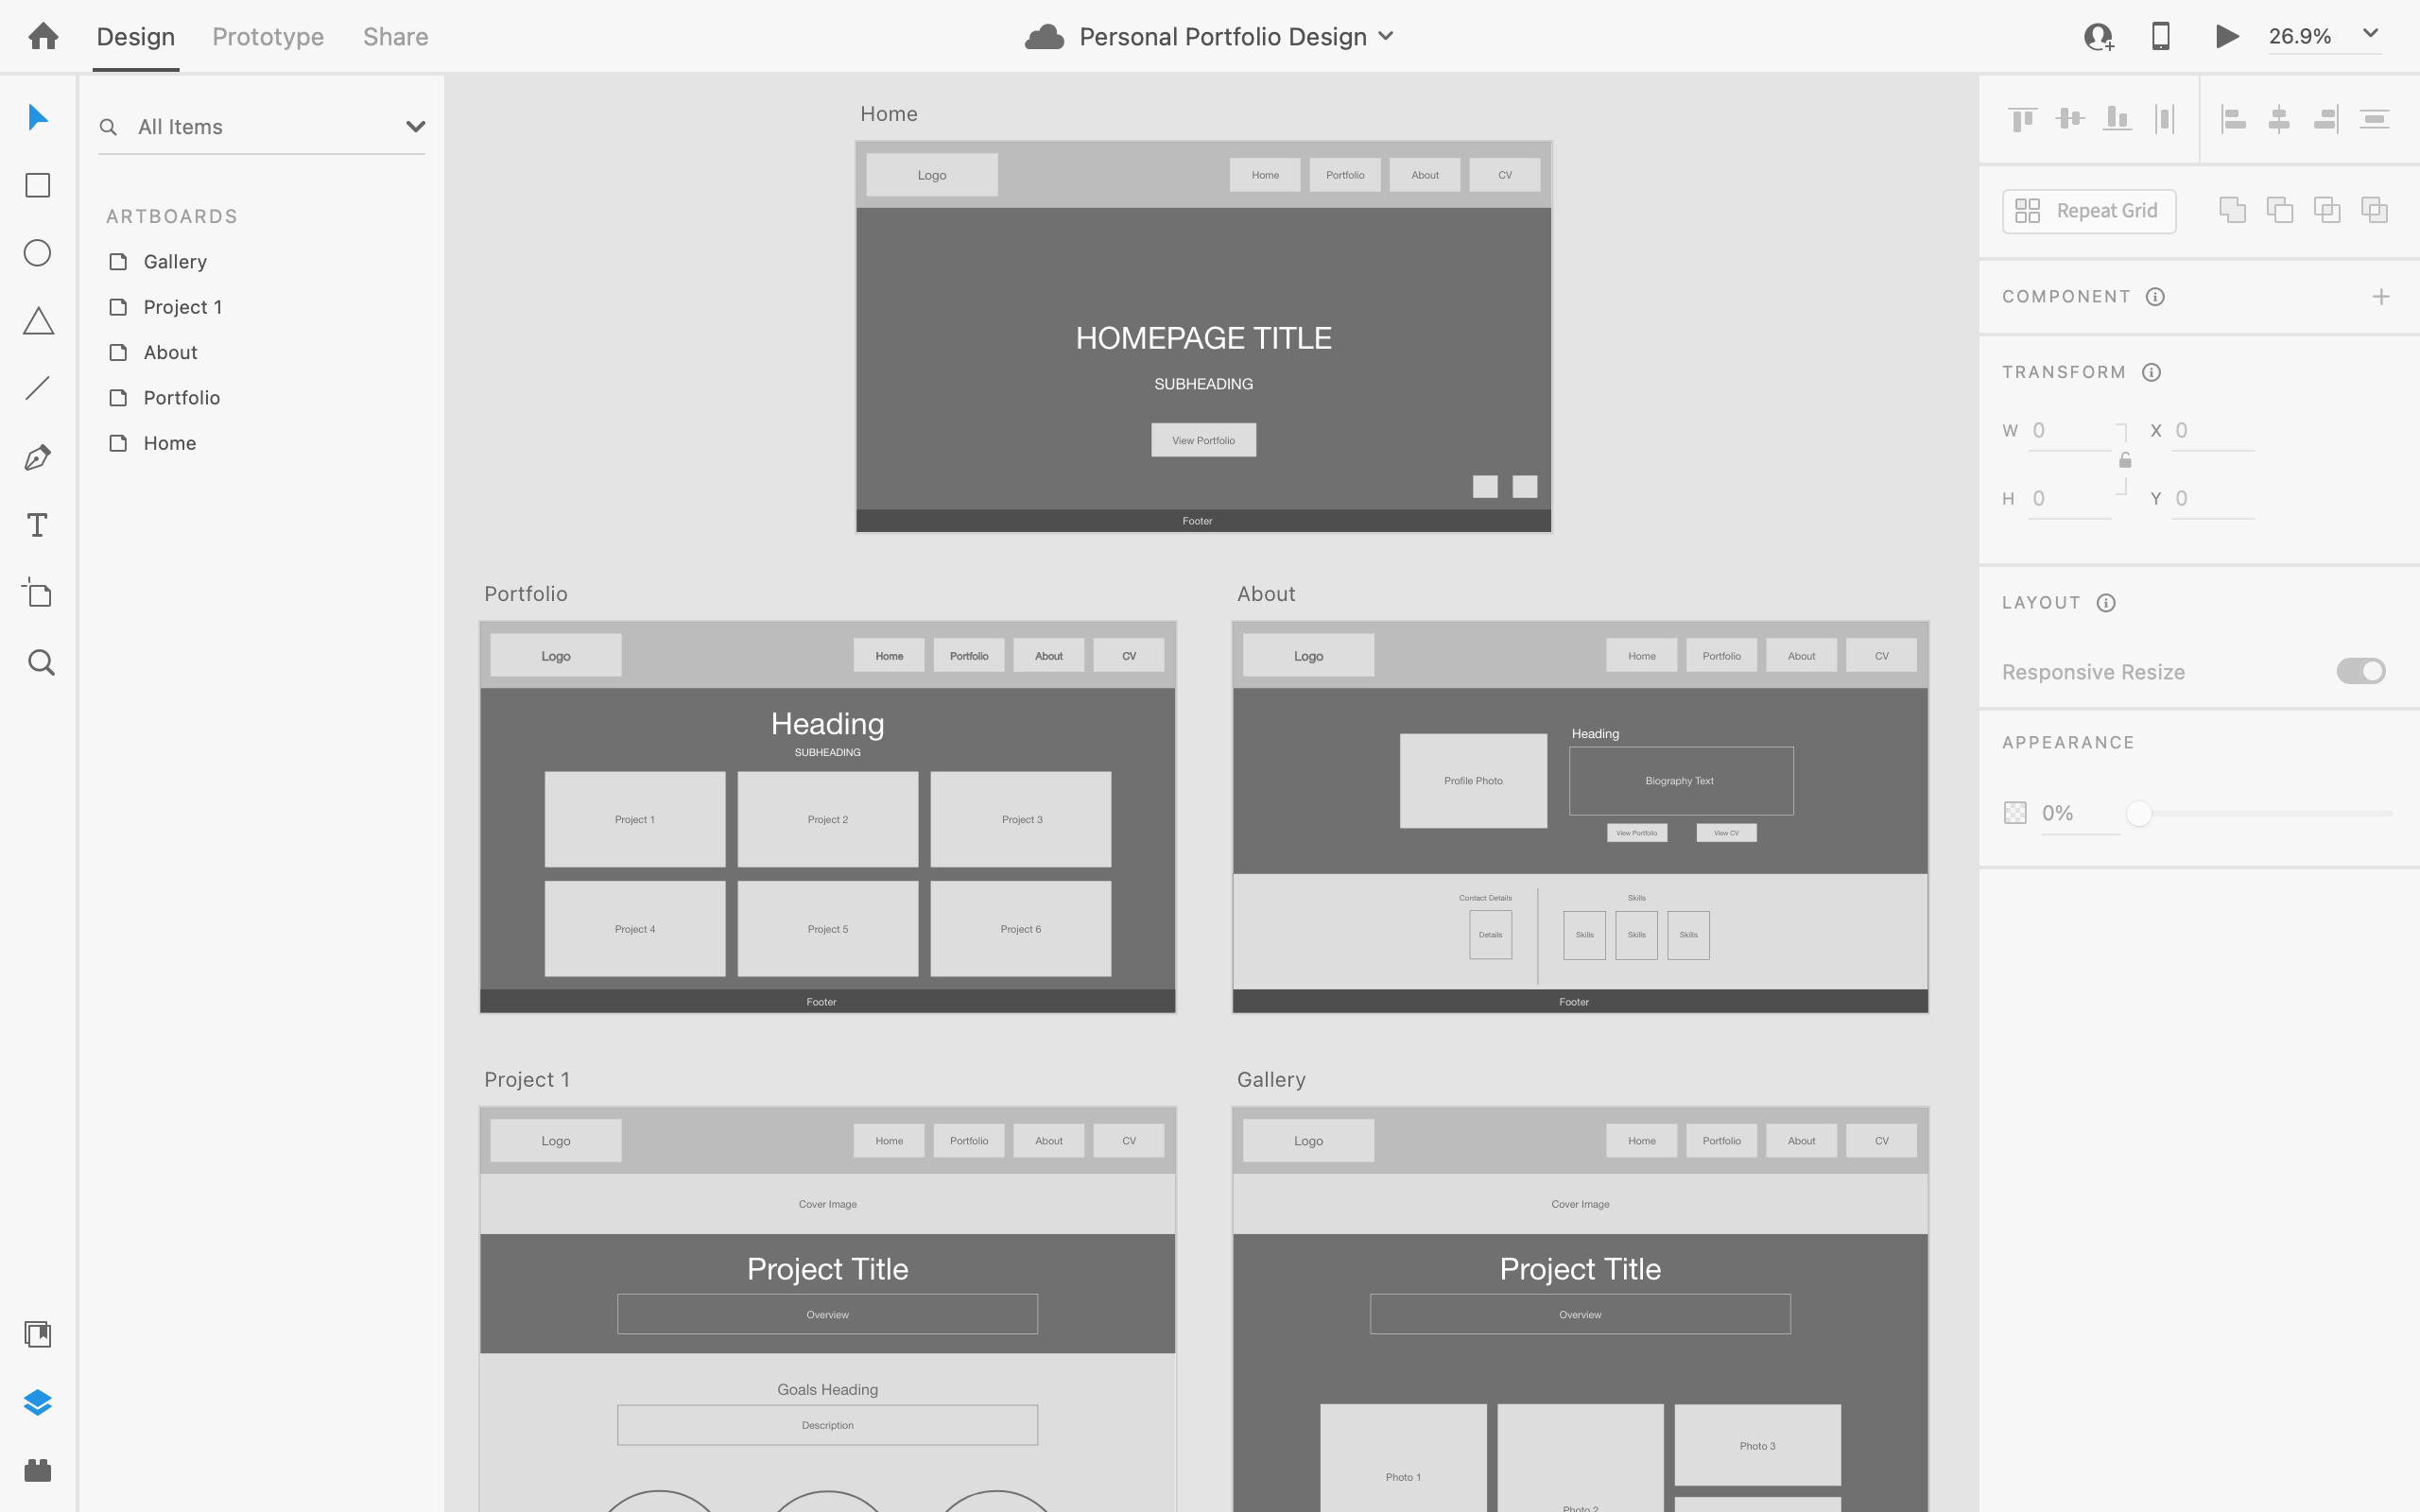 Design Prototype Share
Personal Portfolio Design
26.9%
All Items
ARTBOARDS
Gallery
Project 1
About
Portfolio
Home
Home
Logo Home Portfolio About CV
HOMEPAGE TITLE
SUBHEADING
View Portfolio
Footer
Portfolio
Logo Home Portfolio About CV
Heading
SUBHEADING
Project 1 Project 2 Project 3
Project 4 Project 5 Project 6
Footer
About
Logo Home Portfolio About CV
Heading
Profile Photo Biography Text
View Portfolio View CV
Contact Details Skills
Details Skills Skills Skills
Footer
Project 1
Logo Home Portfolio About CV
Cover Image
Project Title
Overview
Goals Heading
Description
Gallery
Logo Home Portfolio About CV
Cover Image
Project Title
Overview
Photo 3
Photo 1
Photo 2
Repeat Grid
COMPONENT
TRANSFORM
W 0 X 0
H 0 Y 0
LAYOUT
Responsive Resize
APPEARANCE
0%